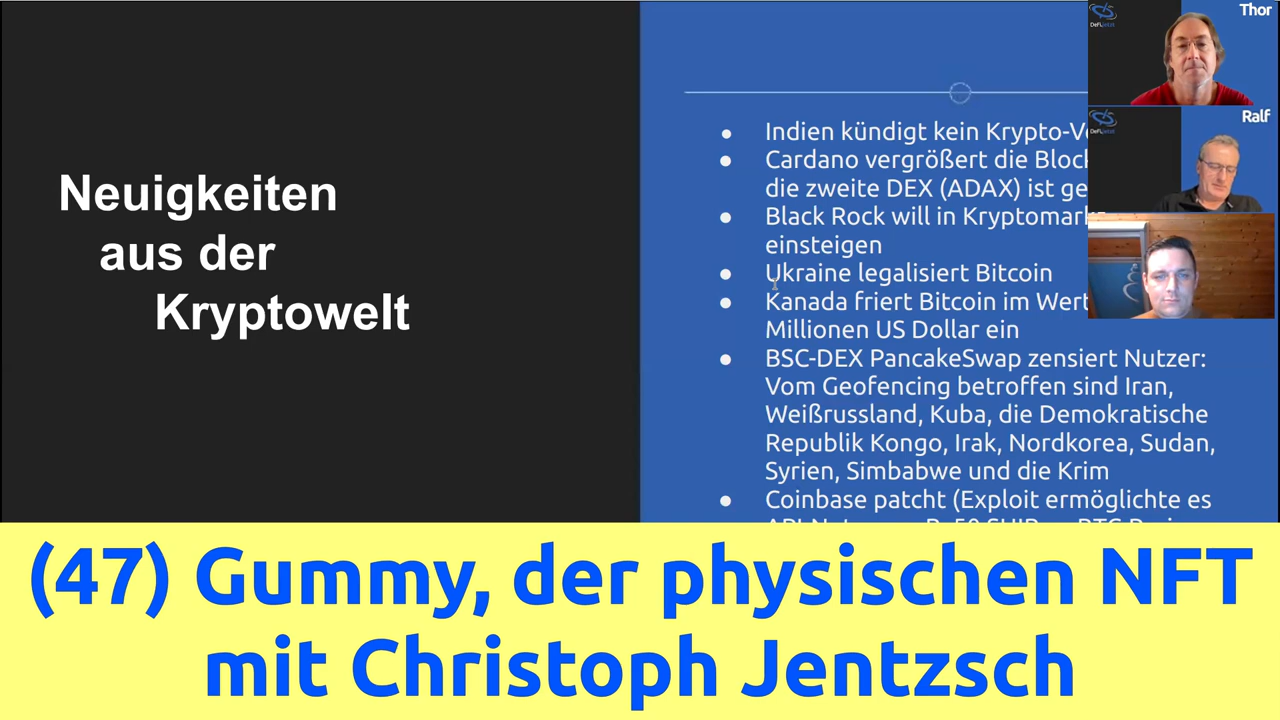 Neuigkeiten
aus der
Kryptowelt
Indien kündigt kein Krypto-
Cardano vergrößert die
die zweite DEX (ADAX) ist
Black Rock will in
einsteigen
Ukraine legalisiert Bitcoin
Kanada friert Bitcoin im Wert
Millionen US Dollar ein
BSC-DEX PancakeSwap zensiert Nutzer:
Vom Geofencing betroffen sind Iran,
Weißrussland, Kuba, die Demokratische
Republik Kongo, Irak, Nordkorea, Sudan,
Syrien, Simbabwe und die Krim
Coinbase patcht (Exploit ermöglichte es
Thor
Ralf
(47) Gummy, der physischen NFT
mit Christoph Jentzsch